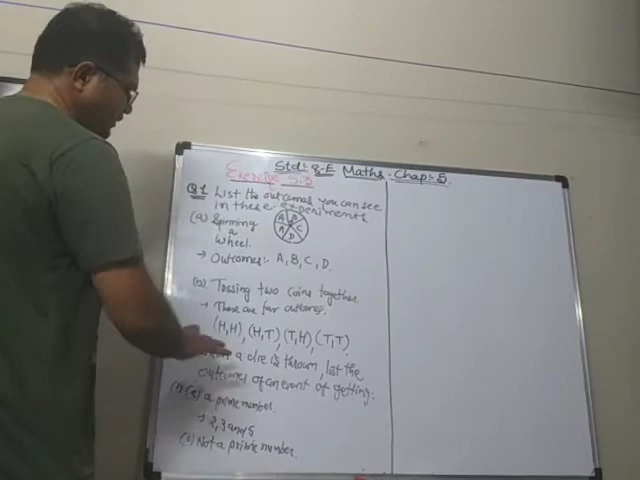 Std:- 8-E Maths Chap:- 5.
Exercise 5.2
Q.1 List the outcomes you can see
in these experiments
(a) Spinning
a
wheel.
A A B C D
→ Outcomes:- A, B, C, D.
(b) Tossing two coins together.
→ There are four outcomes.
(H,H), (H,T), (T,H), (T,T).
a die is thrown, list the
outcomes of an event of getting:
(i) (a) a prime number.
→ 2, 3 and 5
(b) Not a prime number.